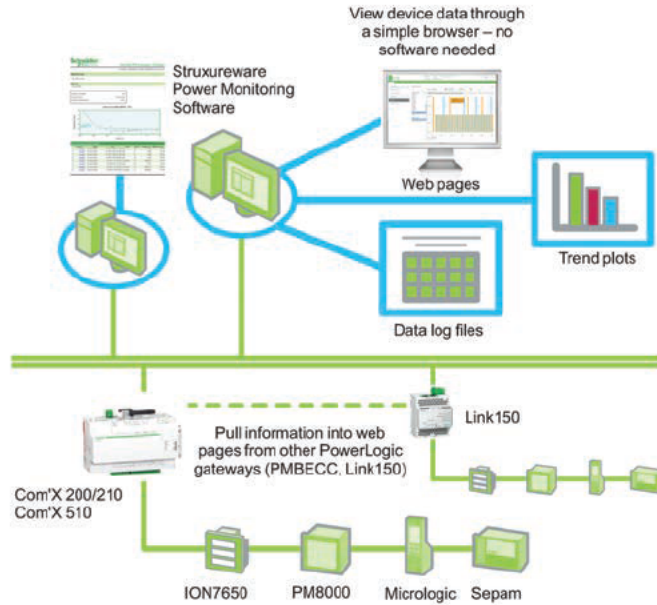 View device data through
a simple browser – no
software needed
Schneider
Struxureware
Power Monitoring
Software
Web pages
Trend plots
Data log files
Link150
Pull information into web
pages from other PowerLogic
gateways (PMBECC, Link150)
Com'X 200/210
Com'X 510
ION7650
PM8000
Micrologic
Sepam